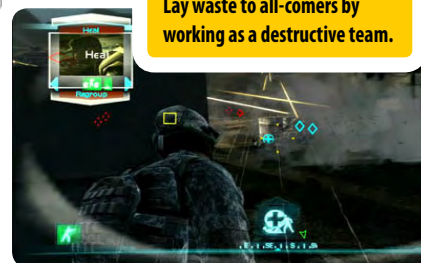 Lay waste to all-comers by
working as a destructive team.
Heal
Heal
Regroup